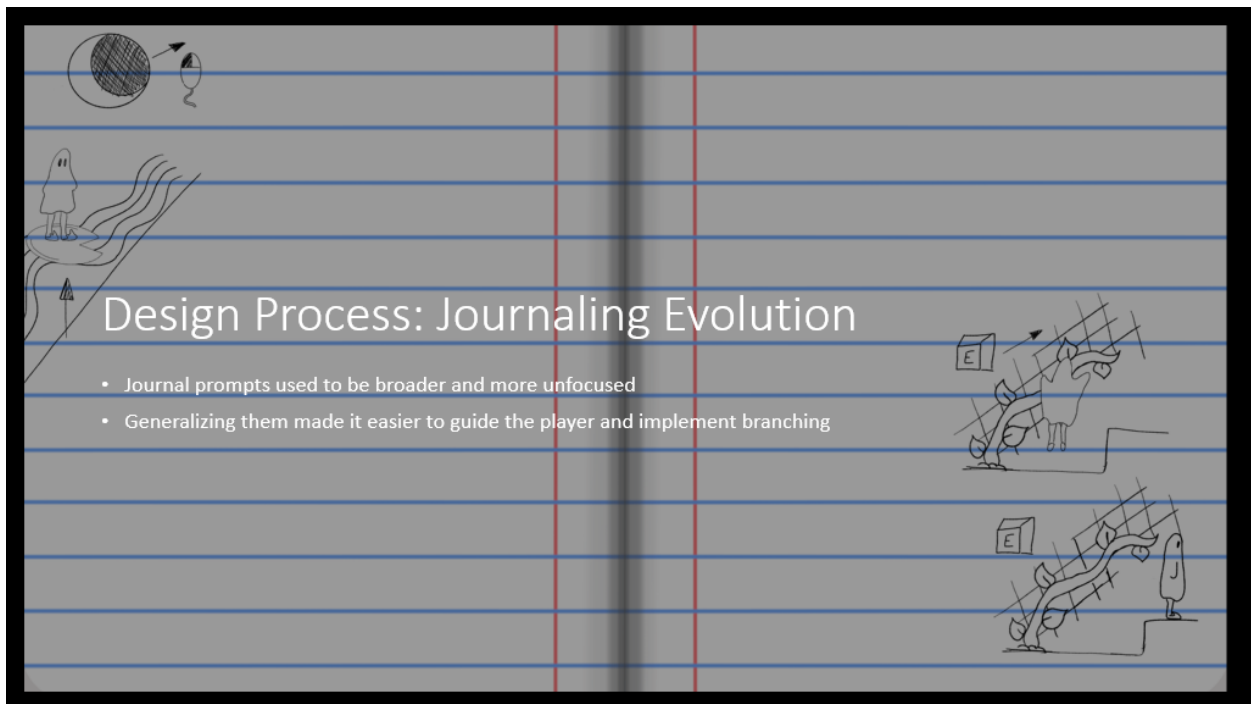 Design Process: Journaling Evolution
• Journal prompts used to be broader and more unfocused
• Generalizing them made it easier to guide the player and implement branching
E
E